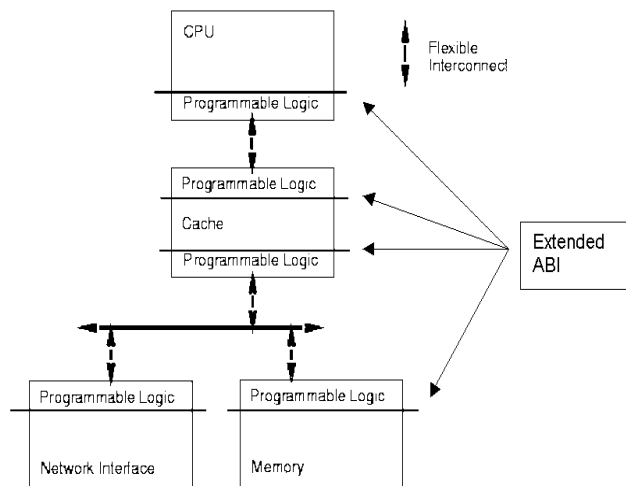 CPU
Flexible
Interconnect
Programmable Logic
Programmable Logic
Cache
Programmable Logic
Extended
ABI
Programmable Logic
Programmable Logic
Network Interface
Memory